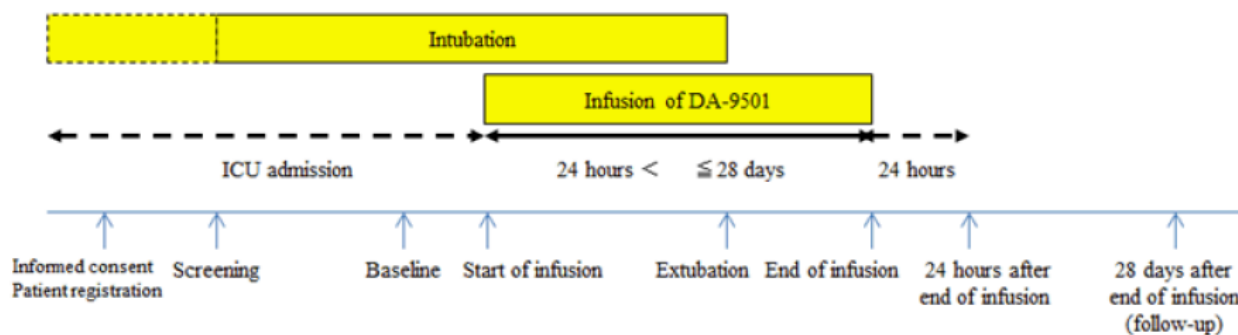 Intubation
Infusion of DA-9501
ICU admission
24 hours < ≦ 28 days
24 hours
Informed consent
Patient registration
Screening
Baseline
Start of infusion
Extubation
End of infusion
24 hours after
end of infusion
28 days after
end of infusion
(follow-up)